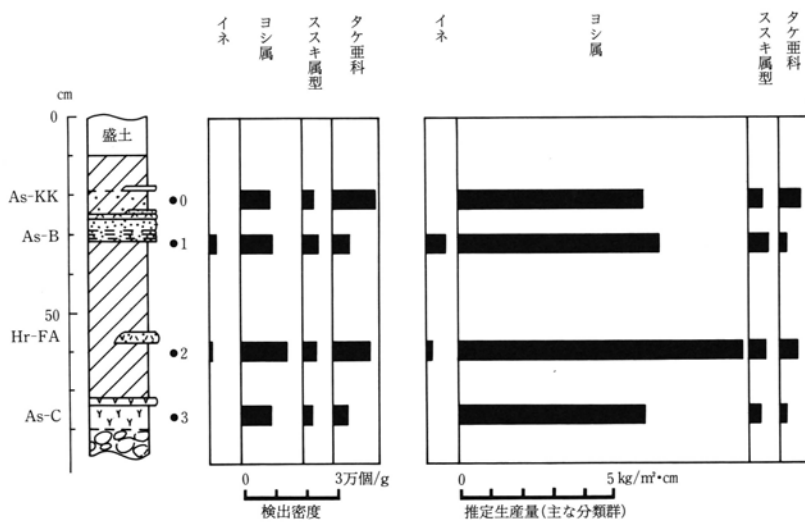 イネ
ヨシ属
ススキ属型
タケ亜科
イネ
ヨシ属
ススキ属型
タケ亜科
cm
0
盛土
As-KK
•0
As-B
•1
50
Hr-FA
•2
As-C
•3
0 3万個/g
検出密度
0 5 kg/m²・cm
推定生産量(主な分類群)